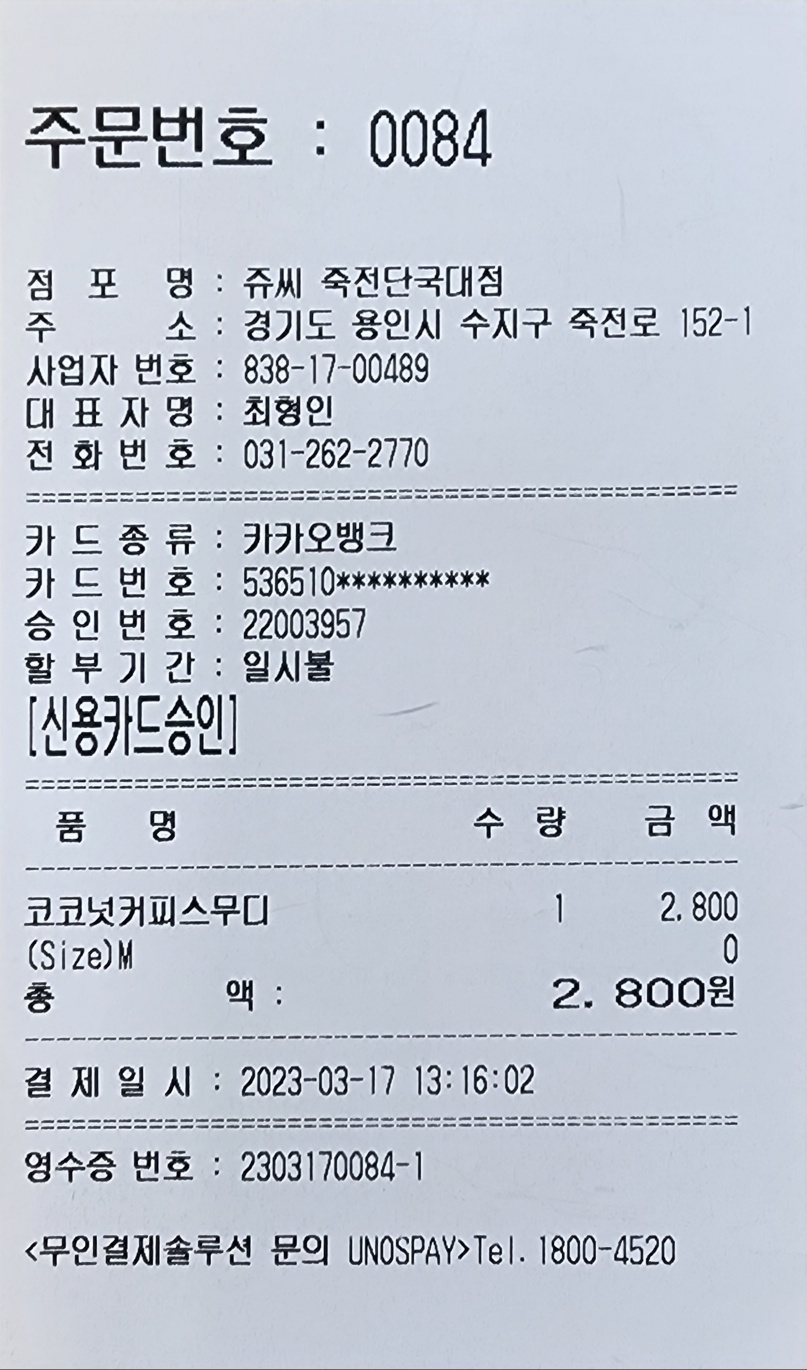 주문번호 : 0084
점 포 명 : 쥬씨 죽전단국대점
주 소 : 경기도 용인시 수지구 죽전로 152-1
사업자 번호 : 838-17-00489
대 표 자 명 : 최형인
전 화 번 호 : 031-262-2770
==============================================
카 드 종 류 : 카카오뱅크
카 드 번 호 : 536510**********
승 인 번 호 : 22003957
할 부 기 간 : 일시불
[신용카드승인]
==============================================
품 명 수 량 금 액
----------------------------------------------
코코넛커피스무디 1 2,800
(Size)M 0
총 액 : 2. 800원
----------------------------------------------
결 제 일 시 : 2023-03-17 13:16:02
==============================================
영수증 번호 : 2303170084-1
<무인결제솔루션 문의 UNOSPAY>Tel. 1800-4520